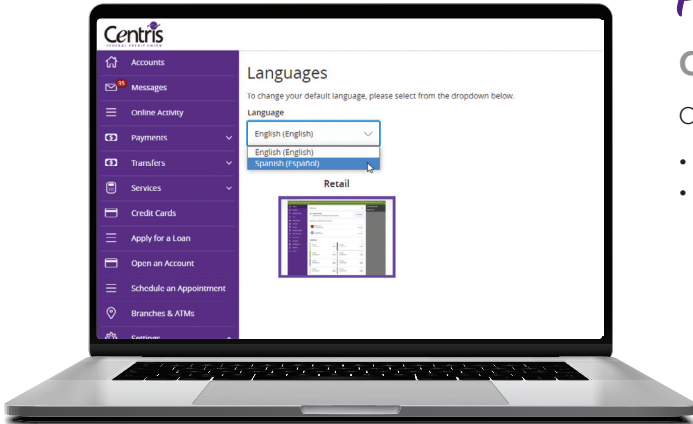 Centris
FEDERAL CREDIT UNION
Accounts
35
Messages
Online Activity
Payments
Transfers
Services
Credit Cards
Apply for a Loan
Open an Account
Schedule an Appointment
Branches & ATMs
Settings
Languages
To change your default language, please select from the dropdown below.
Language
English (English)
English (English)
Spanish (Español)
Retail